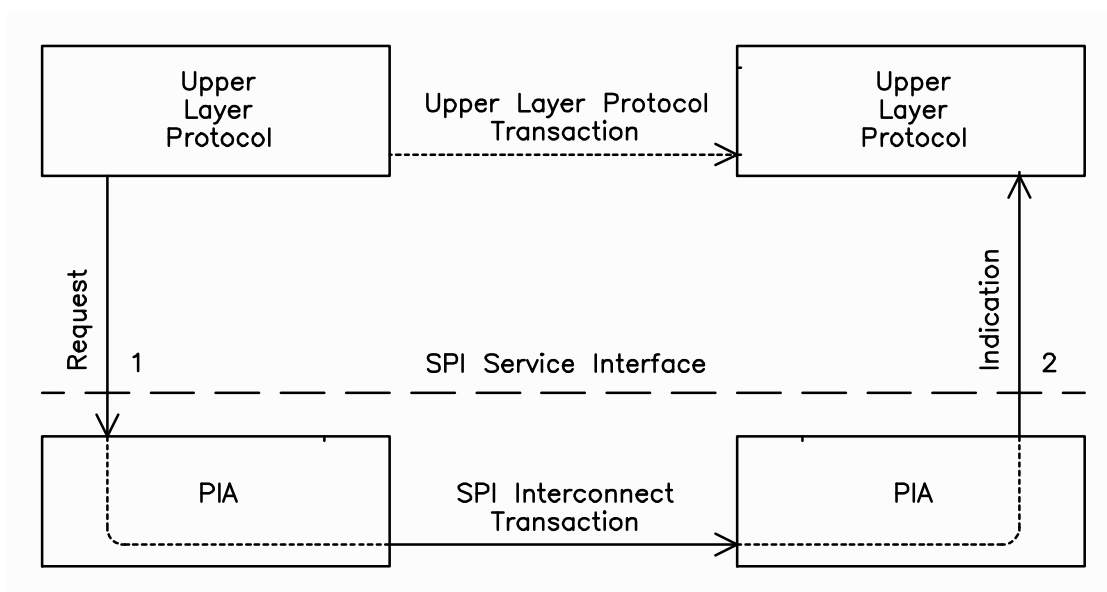 Upper
Layer
Protocol
Upper Layer Protocol
Transaction
Upper
Layer
Protocol
Request
1
SPI Service Interface
Indication
2
PIA
SPI Interconnect
Transaction
PIA